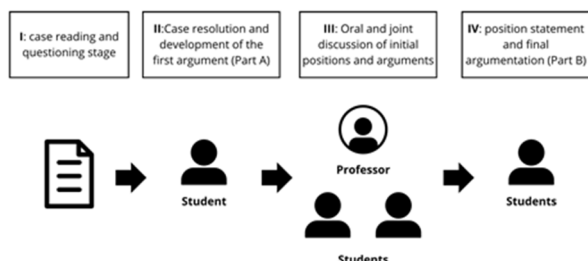 I: case reading and
questioning stage
II:Case resolution and
development of the
first argument (Part A)
III: Oral and joint
discussion of initial
positions and arguments
IV: position statement
and final
argumentation (Part B)
Professor
Student
Students
Students